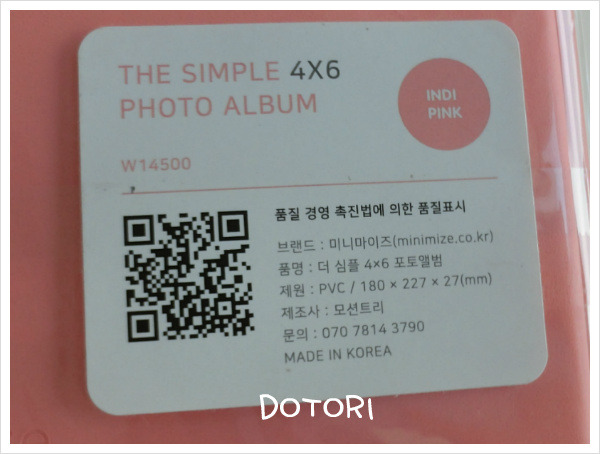 THE SIMPLE 4X6
PHOTO ALBUM
INDI
PINK
W14500
품질 경영 촉진법에 의한 품질표시
브랜드 : 미니마이즈(minimize.co.kr)
품명 : 더 심플 4×6 포토앨범
제원 : PVC / 180 × 227 × 27(mm)
제조사 : 모션트리
문의 : 070 7814 3790
MADE IN KOREA
DOTORI